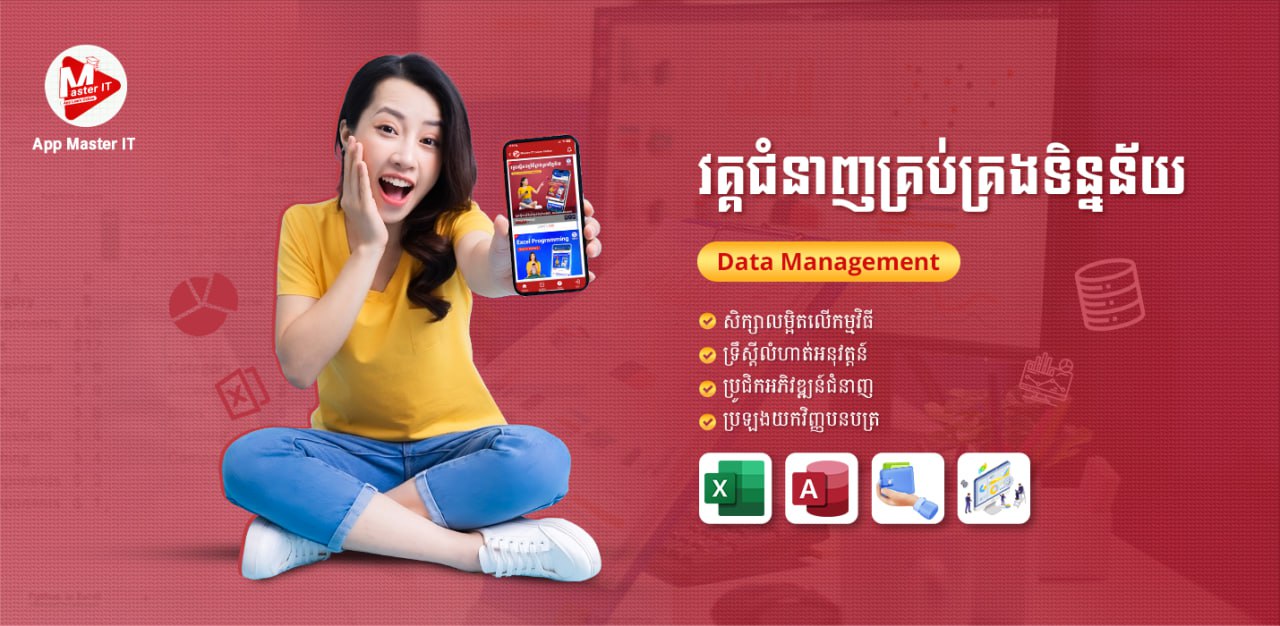 Master IT
App Master IT
Excel Programming
វគ្គជំនាញគ្រប់គ្រងទិន្នន័យ
Data Management
សិក្សាលម្អិតលើកម្មវិធី
ទ្រឹស្តីលំហាត់អនុវត្តន៍
ប្រូជិកអភិវឌ្ឍន៍ជំនាញ
ប្រឡងយកវិញ្ញបនបត្រ
X
A